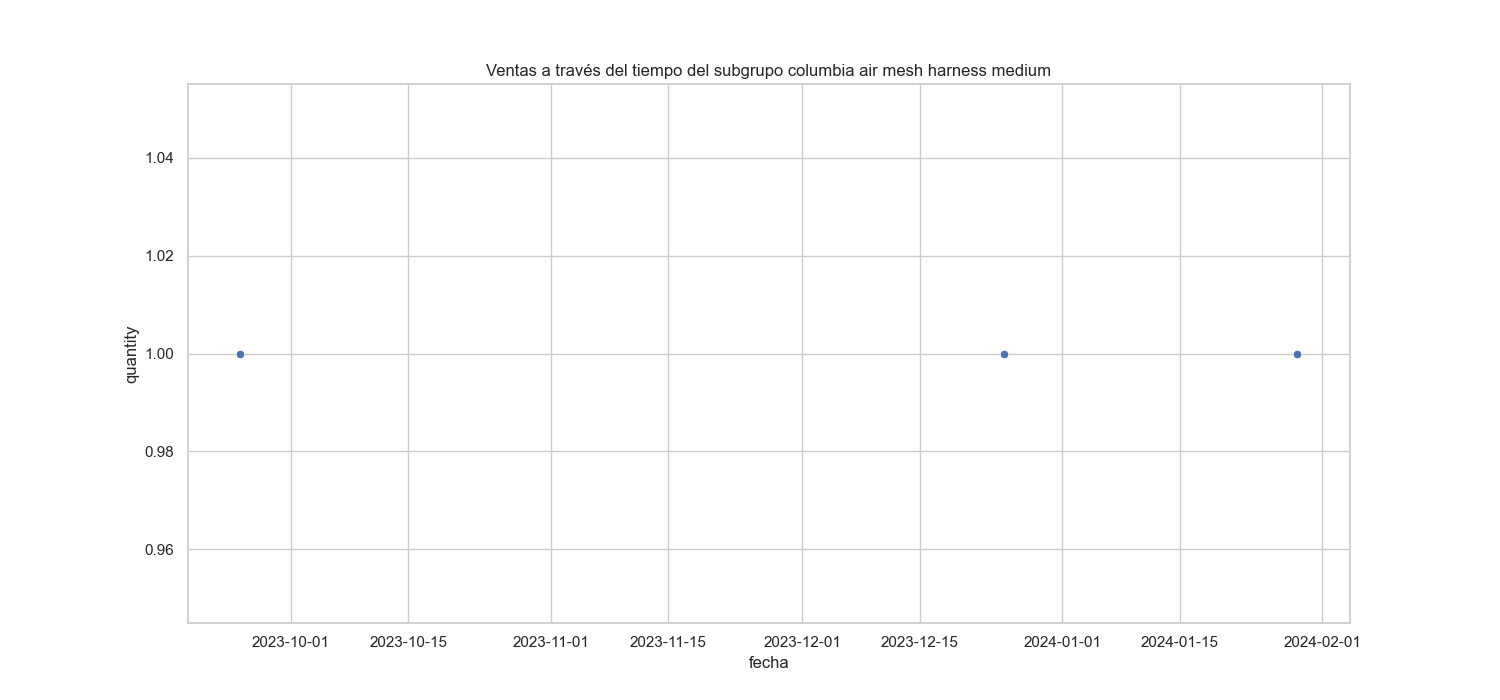 Ventas a través del tiempo del subgrupo columbia air mesh harness medium
1.04
1.02
1.00
0.98
0.96
quantity
2023-10-01 2023-10-15 2023-11-01 2023-11-15 2023-12-01 2023-12-15 2024-01-01 2024-01-15 2024-02-01
fecha